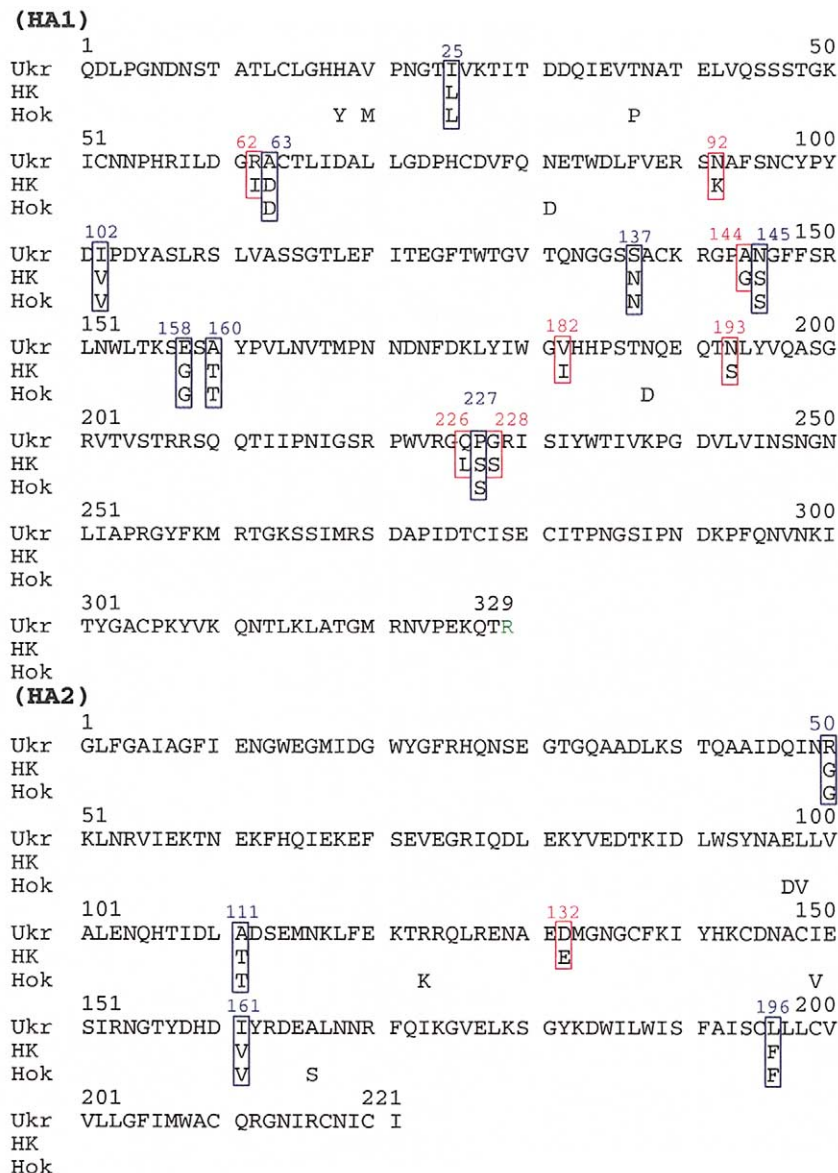 (HA1)
1 25 50
Ukr QDLPGNDNST ATLCLGHHAV PNGTIVKTIT DDQIEVTNAT ELVQSSSTGK
HK L
Hok Y M L P
51 62 63 100 92
Ukr ICNNPHRILD GRACTLIDAL LGDPHCDVFQ NETWDLFVER SNAFSNCYPY
HK ID K
Hok D D
102 137 144 145 150
Ukr DIPDYASLRS LVASSGTLEF ITEGFTWTGV TQNGGSSACK RGPANGFFSR
HK V N GS
Hok V N S
151 158 160 182 193 200
Ukr LNWLTKSESA YPVLNVTMPN NDNFDKLYIW GVHHPSTNQE QTNLYVQASG
HK G T I S
Hok G T D
201 226 227 228 250
Ukr RVTVSTRRSQ QTIIPNIGSR PWVRGQPGRI SIYWTIVKPG DVLVINSNGN
HK LSS
Hok S
251 300
Ukr LIAPRGYFKM RTGKSSIMRS DAPIDTCISE CITPNGSIPN DKPFQNVNKI
HK
Hok
301 329
Ukr TYGACPKYVK QNTLKLATGM RNVPEKQTR
HK
Hok
(HA2)
1 50
Ukr GLFGAIAGFI ENGWEGMIDG WYGFRHQNSE GTGQAADLKS TQAAIDQINR
HK G
Hok G
51 100
Ukr KLNRVIEKTN EKFHQIEKEF SEVEGRIQDL EKYVEDTKID LWSYNAELLV
HK
Hok DV
101 111 132 150
Ukr ALENQHTIDL ADSEMNKLFE KTRRQLRENA EDMGNGCFKI YHKCDNACIE
HK T E
Hok T K V
151 161 196 200
Ukr SIRNGTYDHD IYRDEALNNR FQIKGVELKS GYKDWILWIS FAISCLLLCV
HK V F
Hok V S F
201 221
Ukr VLLGFIMWAC QRGNIRCNIC I
HK
Hok